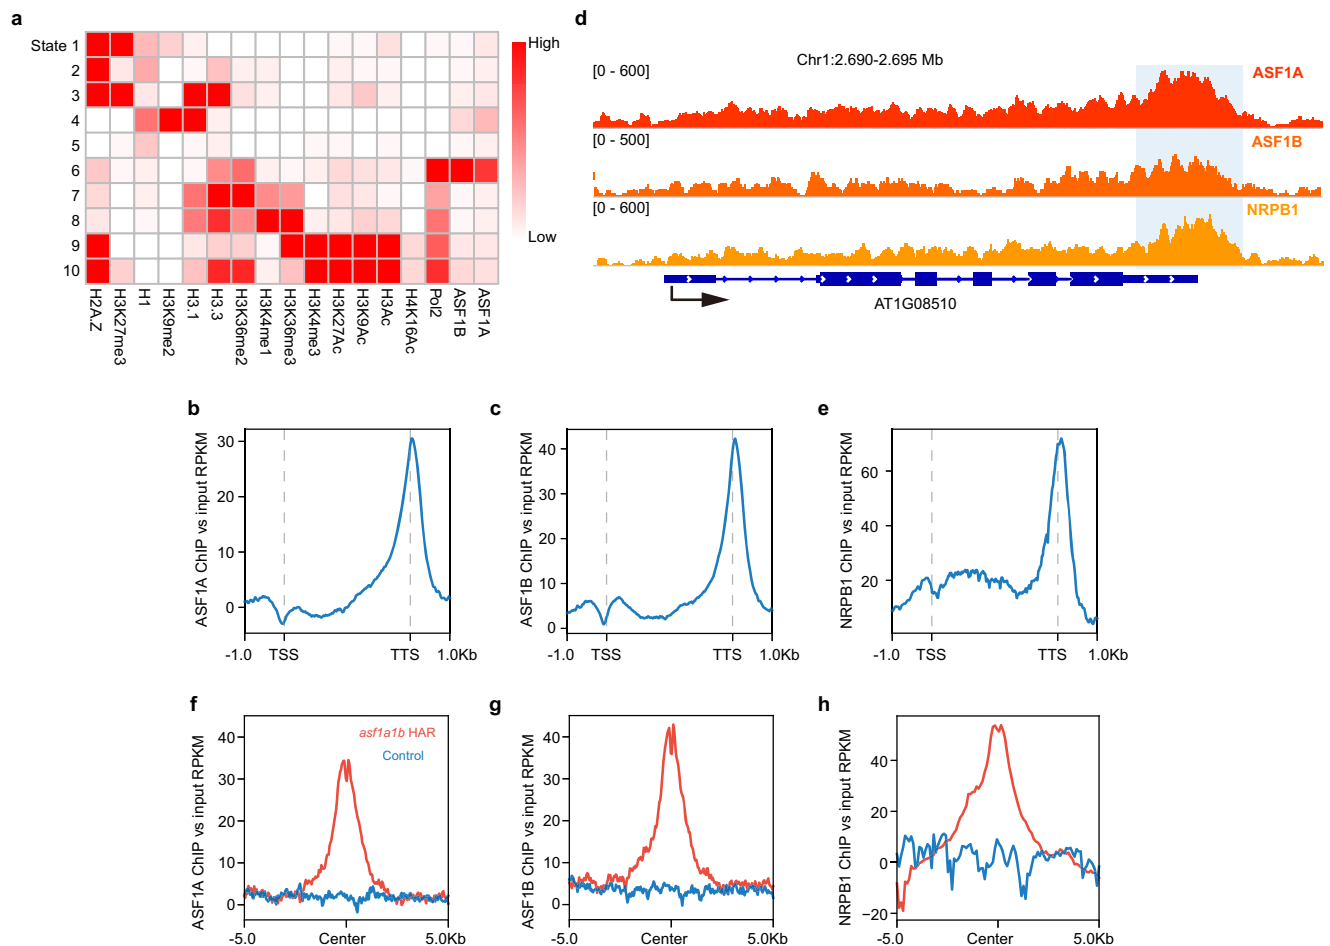 a
State 1
2
3
4
5
6
7
8
9
10
High
Low
H2A.Z
H3K27me3
H1
H3K9me2
H3.1
H3.3
H3K36me2
H3K4me1
H3K36me3
H3K4me3
H3K27Ac
H3K9Ac
H3Ac
H4K16Ac
Pol2
ASF1B
ASF1A
d
Chr1:2.690-2.695 Mb
[0 - 600]
ASF1A
[0 - 500]
ASF1B
[0 - 600]
NRPB1
AT1G08510
b
ASF1A ChIP vs input RPKM
30
20
10
0
-1.0 TSS TTS 1.0Kb
c
ASF1B ChIP vs input RPKM
40
30
20
10
0
-1.0 TSS TTS 1.0Kb
e
NRPB1 ChIP vs input RPKM
60
40
20
-1.0 TSS TTS 1.0Kb
f
ASF1A ChIP vs input RPKM
40
30
20
10
0
asf1a1b HAR
Control
-5.0 Center 5.0Kb
g
ASF1B ChIP vs input RPKM
40
30
20
10
0
-5.0 Center 5.0Kb
h
NRPB1 ChIP vs input RPKM
40
20
0
−20
-5.0 Center 5.0Kb